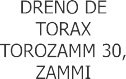 DRENO DE
TORAX
TOROZAMM 30,
ZAMMI